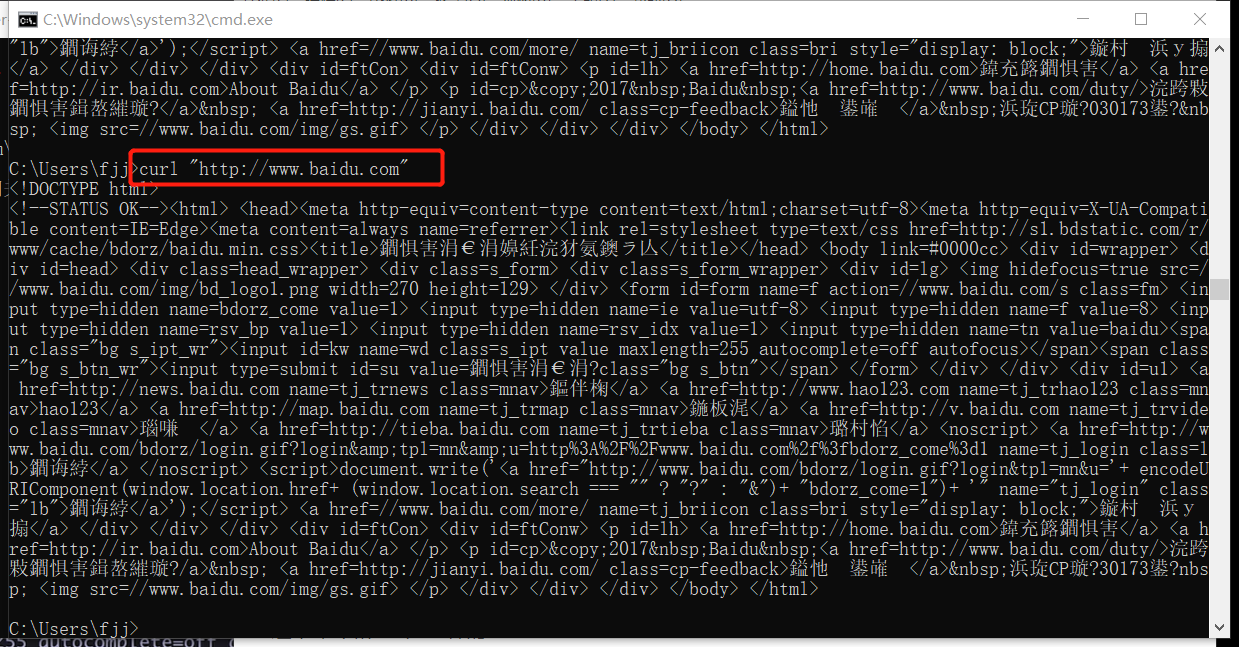 C:\Windows\system32\cmd.exe
"lb">鐧诲綍</a>');</script> <a href=//www.baidu.com/more/ name=tj_briicon class=bri style="display: block;">鏇村 浜у搧
</a> </div> </div> </div> <div id=ftCon> <div id=ftConw> <p id=lh> <a href=http://home.baidu.com>鍏充簬鐧惧害</a> <a hre
f=http://ir.baidu.com>About Baidu</a> </p> <p id=cp>&copy;2017&nbsp;Baidu&nbsp;<a href=http://www.baidu.com/duty/>浣跨敤
鐧惧害鍓嶅繀璇?</a>&nbsp; <a href=http://jianyi.baidu.com/ class=cp-feedback>鎰忚 鍙嶉 </a>&nbsp;浜琁CP璇?030173鍙?&nb
sp; <img src=//www.baidu.com/img/gs.gif> </p> </div> </div> </div> </body> </html>
C:\Users\fjj>curl "http://www.baidu.com"
<!DOCTYPE html>
<!--STATUS OK--><html> <head><meta http-equiv=content-type content=text/html;charset=utf-8><meta http-equiv=X-UA-Compati
ble content=IE=Edge><meta content=always name=referrer><link rel=stylesheet type=text/css href=http://s1.bdstatic.com/r/
www/cache/bdorz/baidu.min.css><title>鐧惧害涓€涓嬶紝浣犲氨鐭ラ亾</title></head> <body link=#0000cc> <div id=wrapper> <d
iv id=head> <div class=head_wrapper> <div class=s_form> <div class=s_form_wrapper> <div id=lg> <img hidefocus=true src=/
/www.baidu.com/img/bd_logo1.png width=270 height=129> </div> <form id=form name=f action=//www.baidu.com/s class=fm> <in
put type=hidden name=bdorz_come value=1> <input type=hidden name=ie value=utf-8> <input type=hidden name=f value=8> <inp
ut type=hidden name=rsv_bp value=1> <input type=hidden name=rsv_idx value=1> <input type=hidden name=tn value=baidu><spa
n class="bg s_ipt_wr"><input id=kw name=wd class=s_ipt value maxlength=255 autocomplete=off autofocus></span><span class
="bg s_btn_wr"><input type=submit id=su value=鐧惧害涓€涓?class="bg s_btn"></span> </form> </div> </div> <div id=u1> <a
href=http://news.baidu.com name=tj_trnews class=mnav>鏂伴椈</a> <a href=http://www.hao123.com name=tj_trhao123 class=mn
av>hao123</a> <a href=http://map.baidu.com name=tj_trmap class=mnav>鍦板浘</a> <a href=http://v.baidu.com name=tj_trvide
o class=mnav>瑙嗛 </a> <a href=http://tieba.baidu.com name=tj_trtieba class=mnav>璐村惂</a> <noscript> <a href=http://w
ww.baidu.com/bdorz/login.gif?login&amp;tpl=mn&amp;u=http%3A%2F%2Fwww.baidu.com%2f%3fbdorz_come%3d1 name=tj_login class=l
b>鐧诲綍</a> </noscript> <script>document.write('<a href="http://www.baidu.com/bdorz/login.gif?login&tpl=mn&u='+ encodeU
RIComponent(window.location.href+ (window.location.search === "" ? "?" : "&")+ "bdorz_come=1")+ '" name="tj_login" class
="lb">鐧诲綍</a>');</script> <a href=//www.baidu.com/more/ name=tj_briicon class=bri style="display: block;">鏇村 浜у
搧</a> </div> </div> </div> <div id=ftCon> <div id=ftConw> <p id=lh> <a href=http://home.baidu.com>鍏充簬鐧惧害</a> <a h
ref=http://ir.baidu.com>About Baidu</a> </p> <p id=cp>&copy;2017&nbsp;Baidu&nbsp;<a href=http://www.baidu.com/duty/>浣跨
敤鐧惧害鍓嶅繀璇?/a>&nbsp; <a href=http://jianyi.baidu.com/ class=cp-feedback>鎰忚 鍙嶉 </a>&nbsp;浜琁CP璇?30173鍙?nbs
p; <img src=//www.baidu.com/img/gs.gif> </p> </div> </div> </div> </body> </html>
C:\Users\fjj>